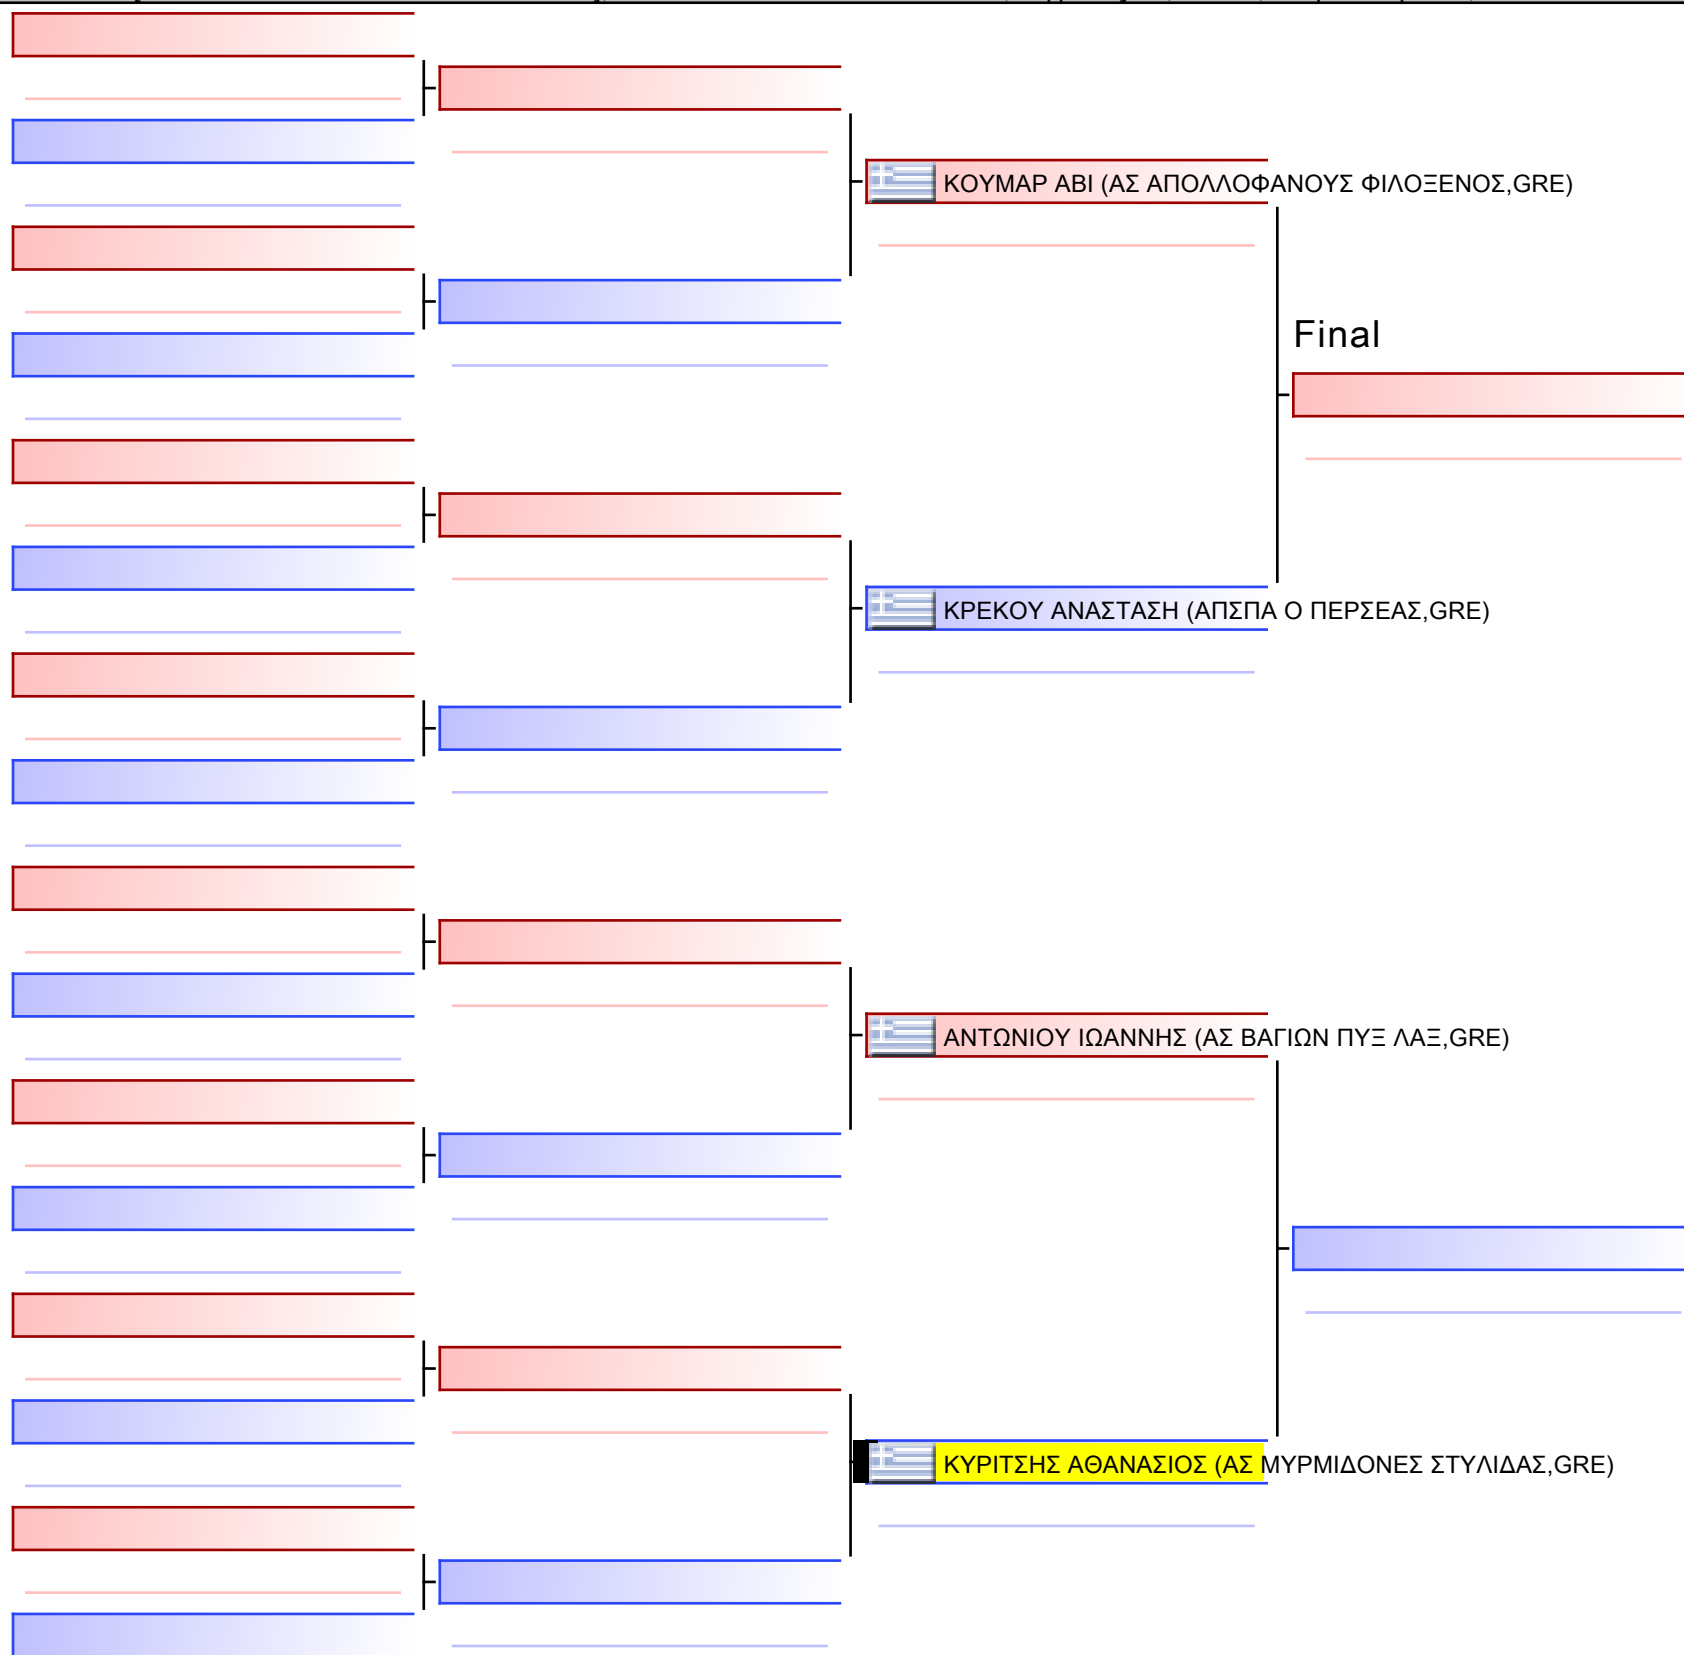 ΚΟΥΜΑΡ ΑΒΙ (ΑΣ ΑΠΟΛΛΟΦΑΝΟΥΣ ΦΙΛΟΞΕΝΟΣ,GRE)
Final
ΚΡΕΚΟΥ ΑΝΑΣΤΑΣΗ (ΑΠΣΠΑ Ο ΠΕΡΣΕΑΣ,GRE)
ΑΝΤΩΝΙΟΥ ΙΩΑΝΝΗΣ (ΑΣ ΒΑΓΙΩΝ ΠΥΞ ΛΑΞ,GRE)
ΚΥΡΙΤΣΗΣ ΑΘΑΝΑΣΙΟΣ (ΑΣ ΜΥΡΜΙΔΟΝΕΣ ΣΤΥΛΙΔΑΣ,GRE)